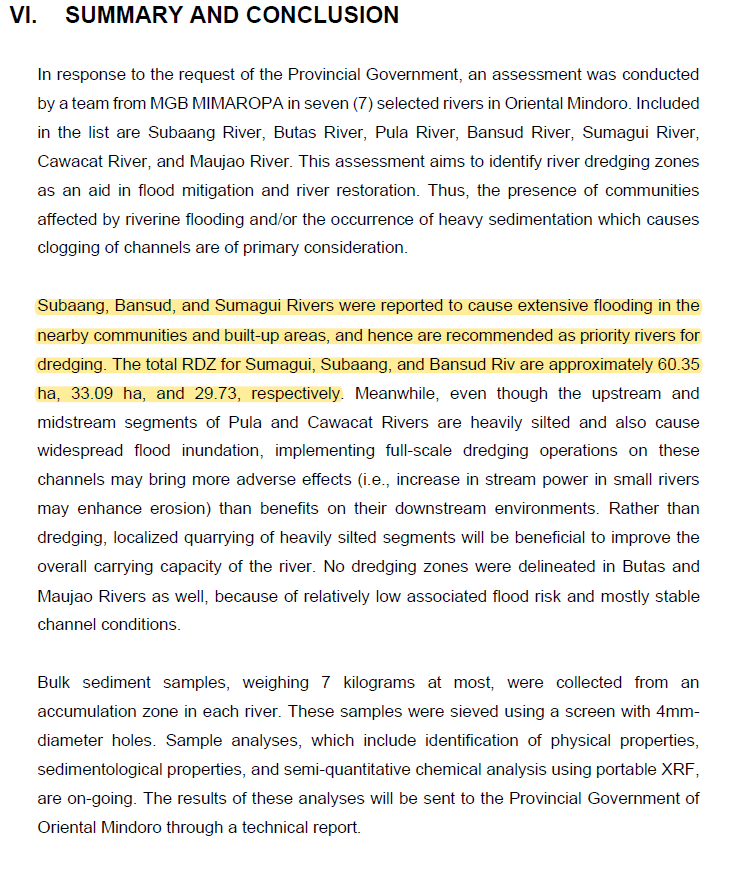 VI. SUMMARY AND CONCLUSION
In response to the request of the Provincial Government, an assessment was conducted
by a team from MGB MIMAROPA in seven (7) selected rivers in Oriental Mindoro. Included
in the list are Subaang River, Butas River, Pula River, Bansud River, Sumagui River,
Cawacat River, and Maujao River. This assessment aims to identify river dredging zones
as an aid in flood mitigation and river restoration. Thus, the presence of communities
affected by riverine flooding and/or the occurrence of heavy sedimentation which causes
clogging of channels are of primary consideration.
Subaang, Bansud, and Sumagui Rivers were reported to cause extensive flooding in the
nearby communities and built-up areas, and hence are recommended as priority rivers for
dredging. The total RDZ for Sumagui, Subaang, and Bansud Riv are approximately 60.35
ha, 33.09 ha, and 29.73, respectively. Meanwhile, even though the upstream and
midstream segments of Pula and Cawacat Rivers are heavily silted and also cause
widespread flood inundation, implementing full-scale dredging operations on these
channels may bring more adverse effects (i.e., increase in stream power in small rivers
may enhance erosion) than benefits on their downstream environments. Rather than
dredging, localized quarrying of heavily silted segments will be beneficial to improve the
overall carrying capacity of the river. No dredging zones were delineated in Butas and
Maujao Rivers as well, because of relatively low associated flood risk and mostly stable
channel conditions.
Bulk sediment samples, weighing 7 kilograms at most, were collected from an
accumulation zone in each river. These samples were sieved using a screen with 4mm-
diameter holes. Sample analyses, which include identification of physical properties,
sedimentological properties, and semi-quantitative chemical analysis using portable XRF,
are on-going. The results of these analyses will be sent to the Provincial Government of
Oriental Mindoro through a technical report.